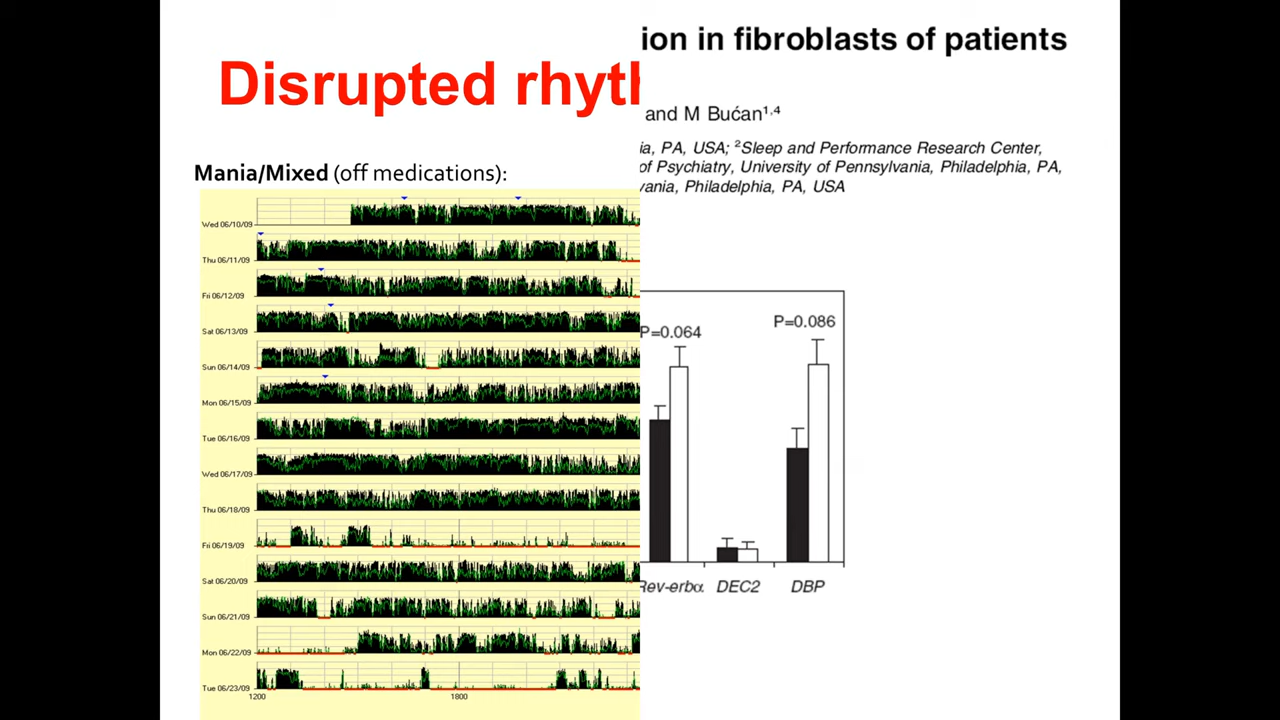 ion in fibroblasts of patients
Disrupted rhyth
and M Bućan¹,⁴
ia, PA, USA; ²Sleep and Performance Research Center,
of Psychiatry, University of Pennsylvania, Philadelphia, PA,
vania, Philadelphia, PA, USA
Mania/Mixed (off medications):
Wed 06/10/09
Thu 06/11/09
Fri 06/12/09
Sat 06/13/09
Sun 06/14/09
Mon 06/15/09
Tue 06/16/09
Wed 06/17/09
Thu 06/18/09
Fri 06/19/09
Sat 06/20/09
Sun 06/21/09
Mon 06/22/09
Tue 06/23/09
1200 1800
P=0.064 P=0.086
Rev-erbα DEC2 DBP